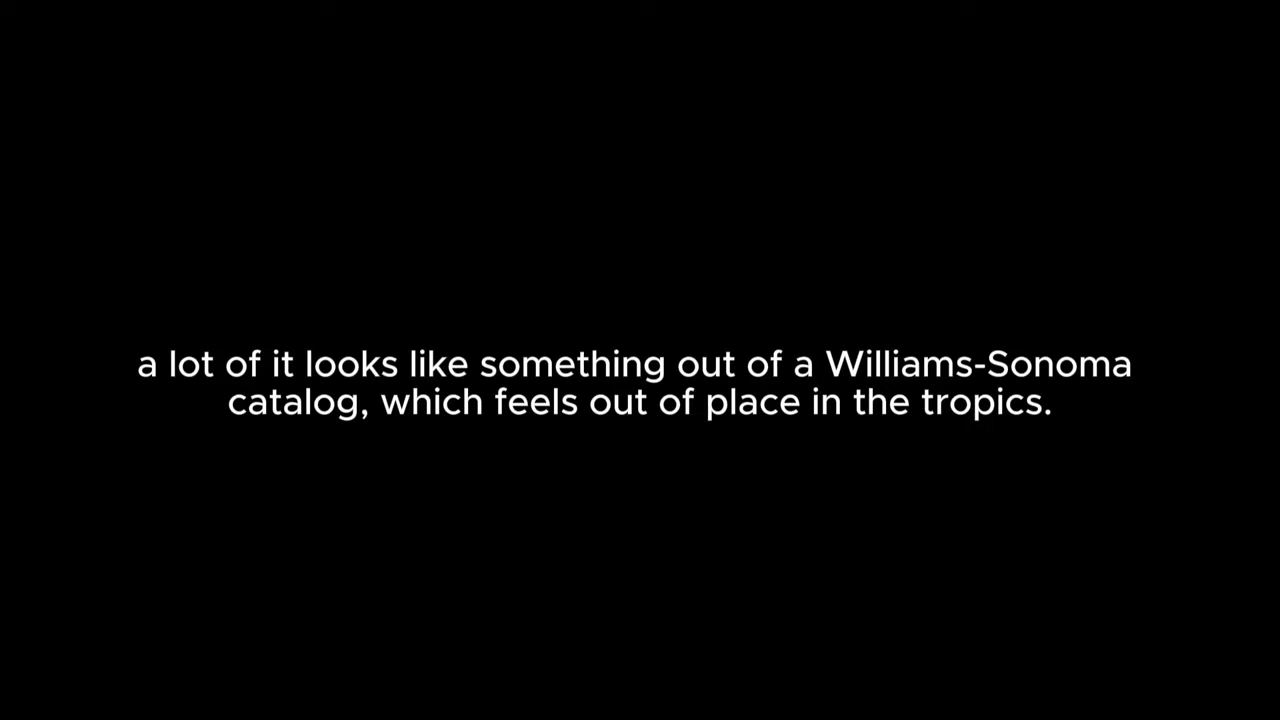 a lot of it looks like something out of a Williams-Sonoma
catalog, which feels out of place in the tropics.